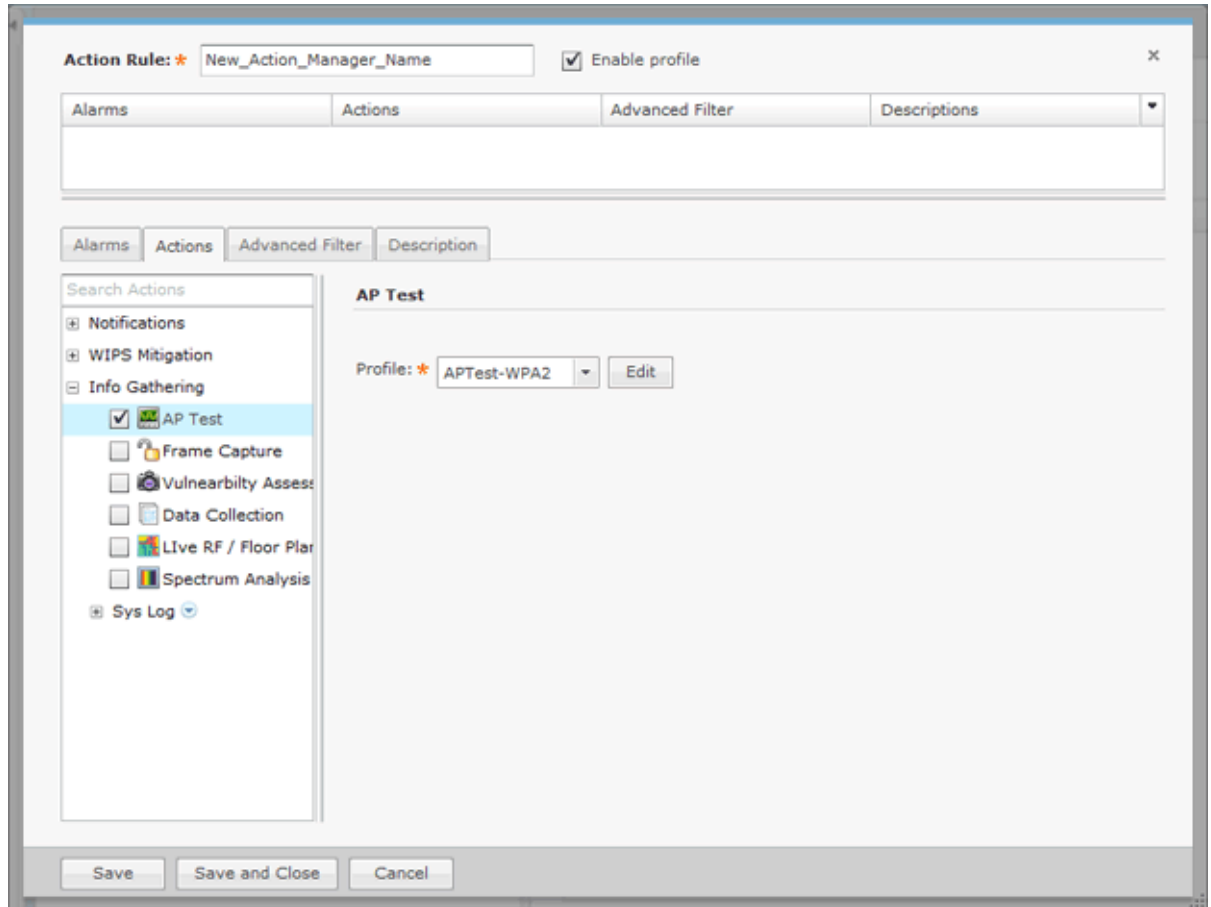 Action Rule: * New_Action_Manager_Name Enable profile
Alarms Actions Advanced Filter Descriptions
Alarms Actions Advanced Filter Description
Search Actions
AP Test
Notifications
WIPS Mitigation
Profile: * APTest-WPA2 Edit
Info Gathering
AP Test
Frame Capture
Vulnearbilty Assess
Data Collection
LIve RF / Floor Plan
Spectrum Analysis
Sys Log
Save Save and Close Cancel